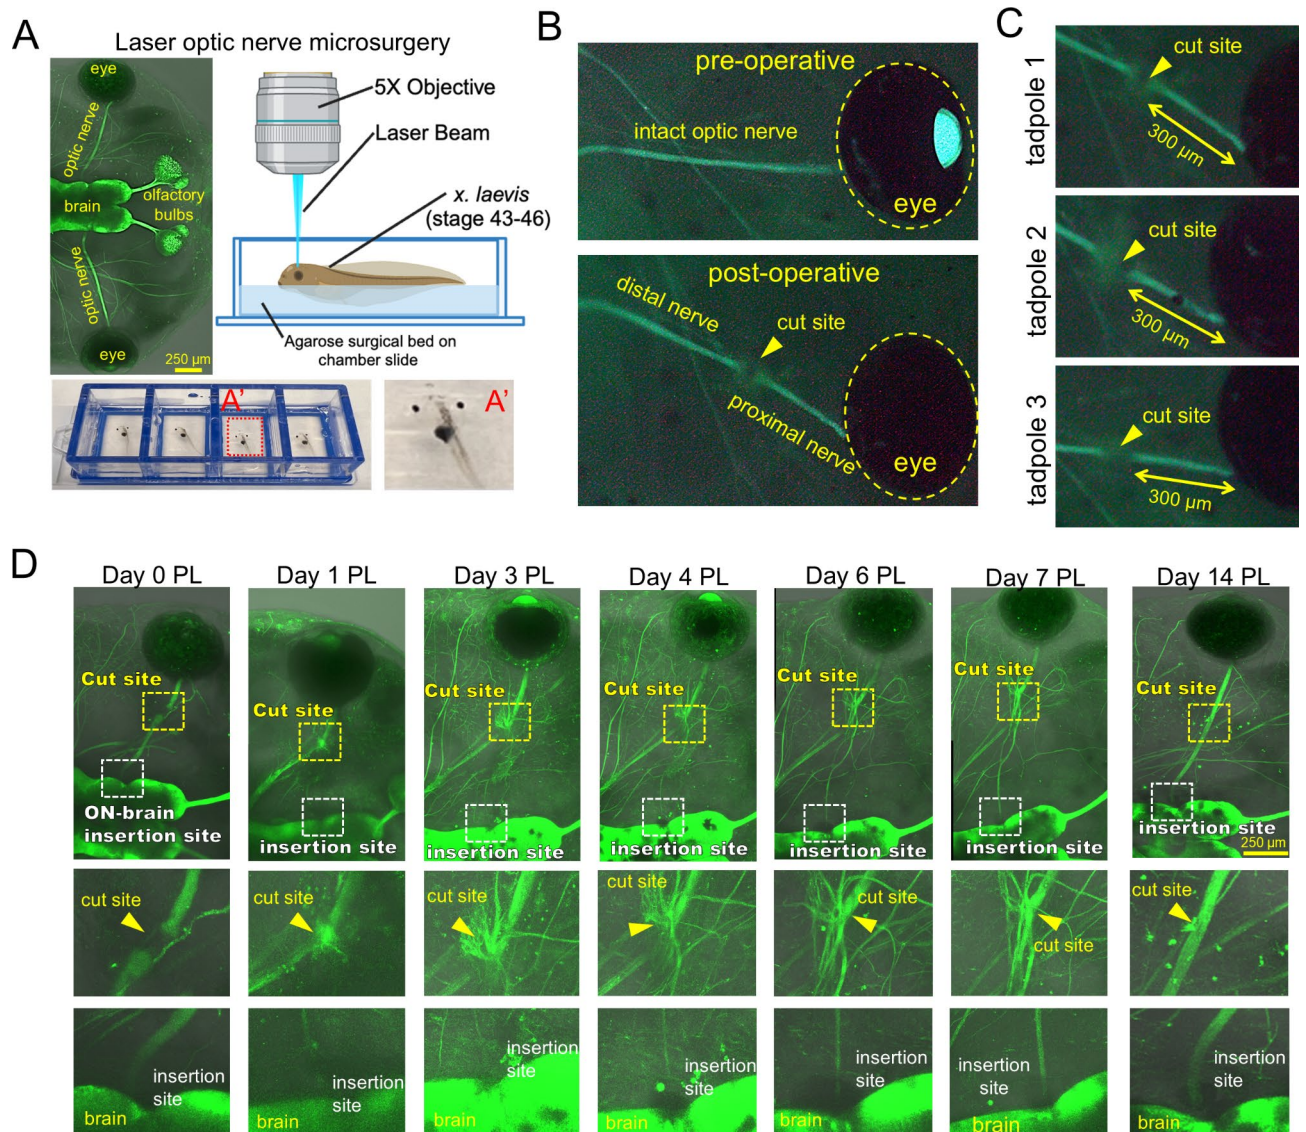 A
Laser optic nerve microsurgery
eye
optic nerve
brain
olfactory
bulbs
optic nerve
eye
250 µm
5X Objective
Laser Beam
x. laevis
(stage 43-46)
Agarose surgical bed on
chamber slide
A'
A'
B
pre-operative
intact optic nerve
eye
post-operative
distal nerve
cut site
proximal nerve
eye
C
tadpole 1
cut site
300 µm
tadpole 2
cut site
300 µm
tadpole 3
cut site
300 µm
D
Day 0 PL
Day 1 PL
Day 3 PL
Day 4 PL
Day 6 PL
Day 7 PL
Day 14 PL
Cut site
Cut site
Cut site
Cut site
Cut site
Cut site
Cut site
ON-brain
insertion site
insertion site
insertion site
insertion site
insertion site
insertion site
insertion site
250 µm
cut site
cut site
cut site
cut site
cut site
cut site
cut site
insertion
site
brain
insertion
site
brain
insertion
site
brain
insertion
site
brain
insertion
site
brain
insertion
site
brain
insertion
site
brain